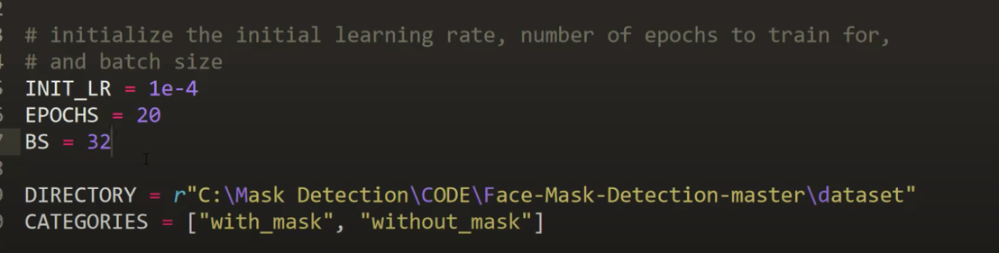 # initialize the initial learning rate, number of epochs to train for,
# and batch size
INIT_LR = 1e-4
EPOCHS = 20
BS = 32
DIRECTORY = r"C:\Mask Detection\CODE\Face-Mask-Detection-master\dataset"
CATEGORIES = ["with_mask", "without_mask"]